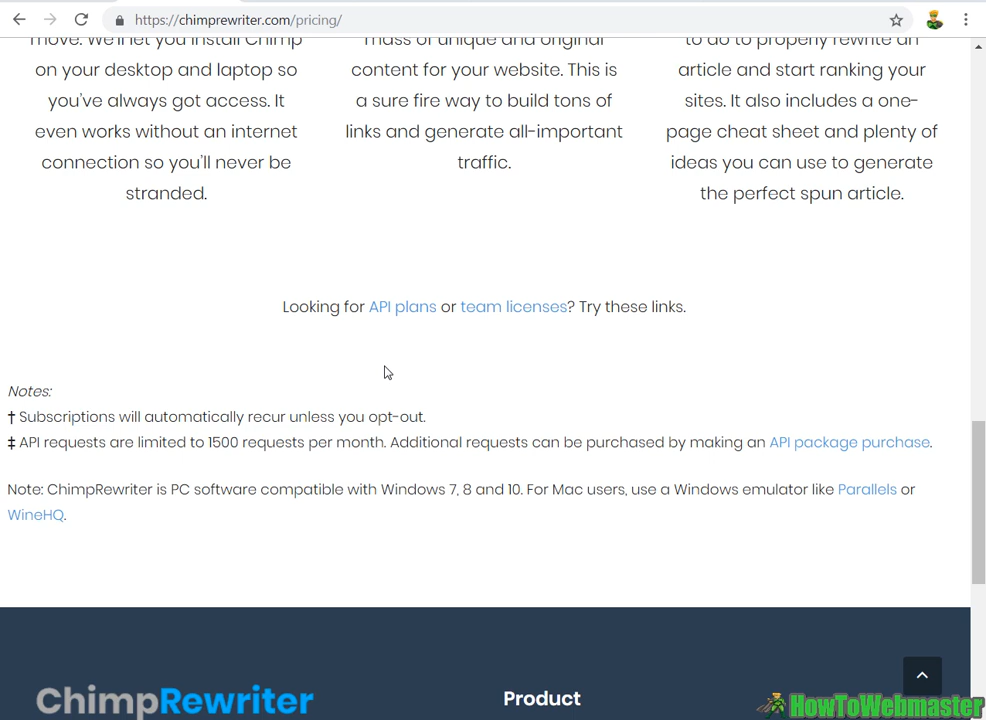 https://chimprewriter.com/pricing/
move. We'll let you install Chimp
on your desktop and laptop so
you've always got access. It
even works without an internet
connection so you'll never be
stranded.
mass of unique and original
content for your website. This is
a sure fire way to build tons of
links and generate all-important
traffic.
to do to properly rewrite an
article and start ranking your
sites. It also includes a one-
page cheat sheet and plenty of
ideas you can use to generate
the perfect spun article.
Looking for API plans or team licenses? Try these links.
Notes:
† Subscriptions will automatically recur unless you opt-out.
‡ API requests are limited to 1500 requests per month. Additional requests can be purchased by making an API package purchase.
Note: ChimpRewriter is PC software compatible with Windows 7, 8 and 10. For Mac users, use a Windows emulator like Parallels or
WineHQ.
ChimpRewriter
Product
HowToWebmaster